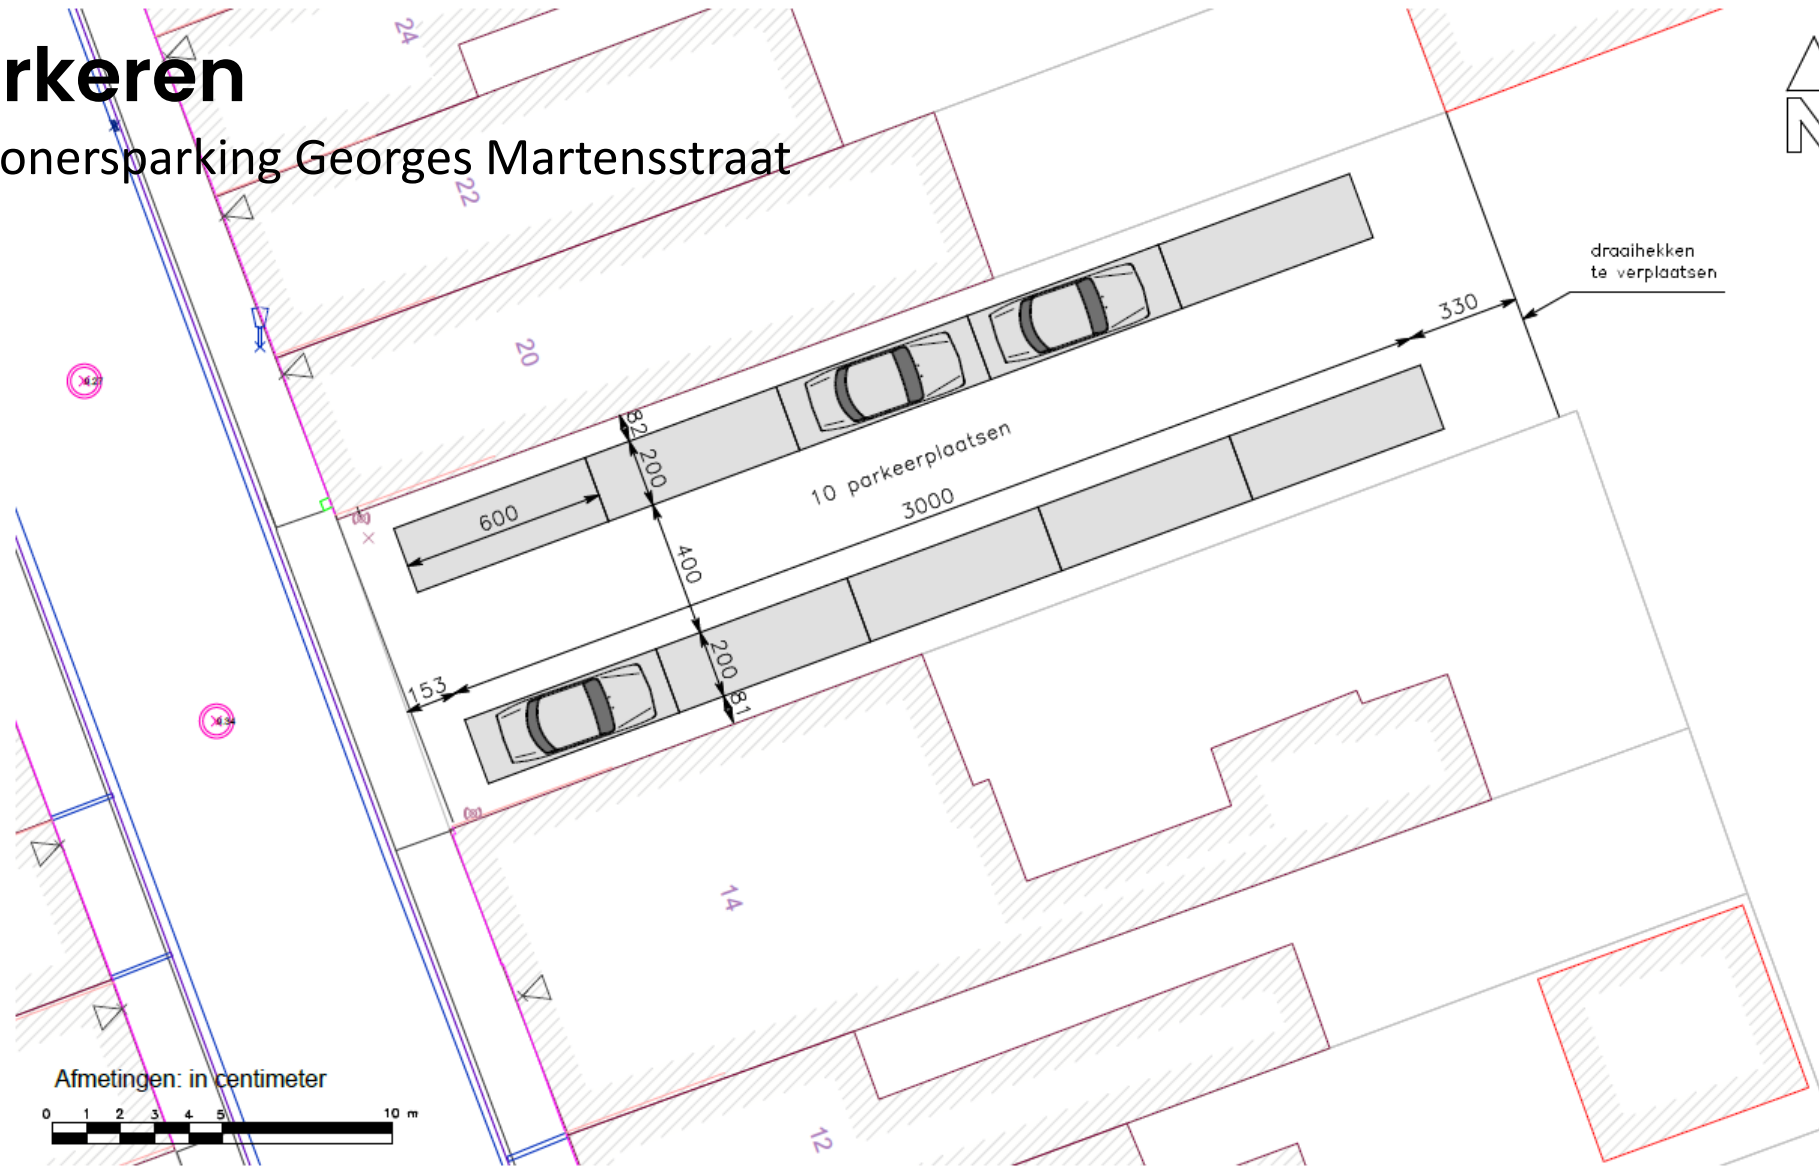 rkeren
onersparking Georges Martensstraat
24
22
20
draaihekken
te verplaatsen
330
82
200
10 parkeerplaatsen
3000
600
400
153
200
81
14
12
Afmetingen: in centimeter
0 1 2 3 4 5 10 m
N